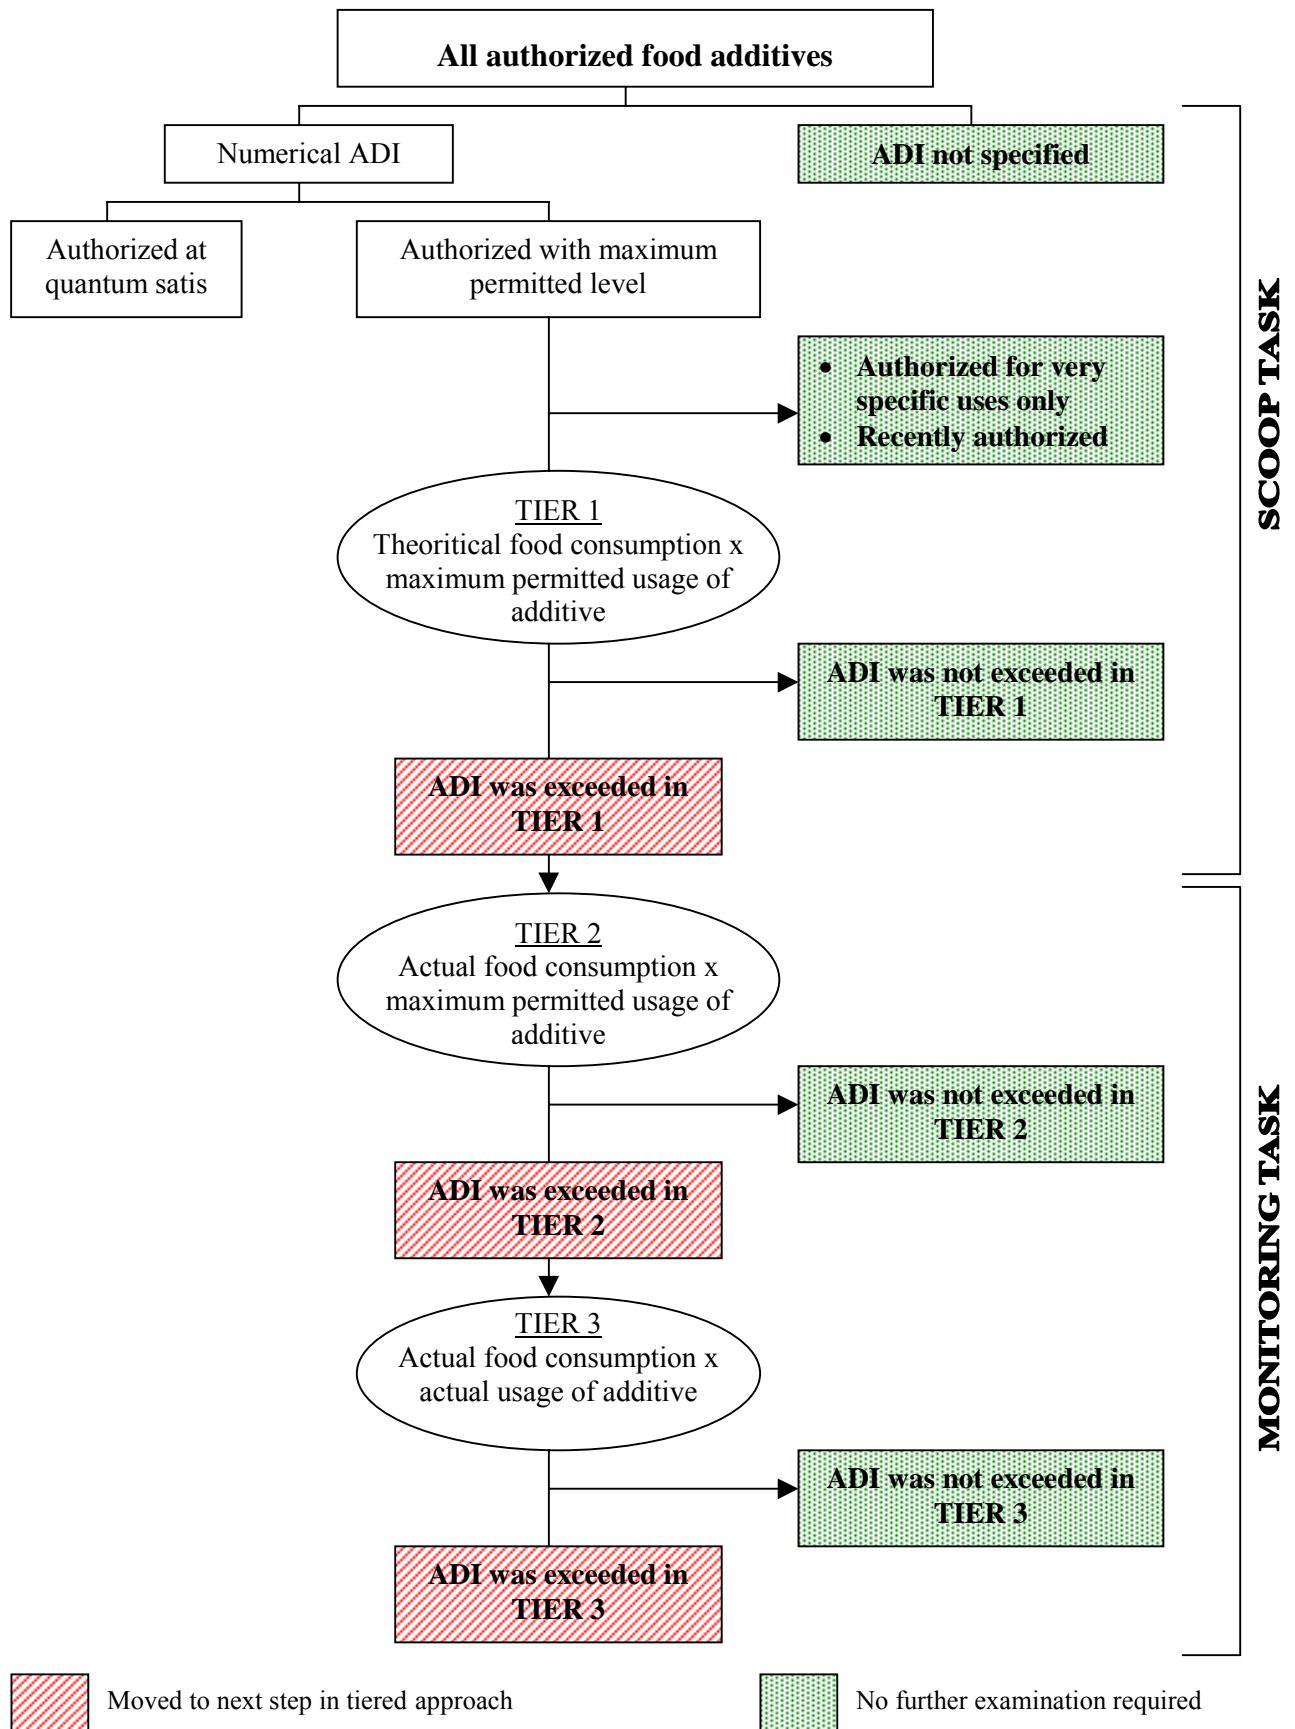 All authorized food additives
Numerical ADI
ADI not specified
Authorized at
quantum satis
Authorized with maximum
permitted level
• Authorized for very
specific uses only
• Recently authorized
TIER 1
Theoritical food consumption x
maximum permitted usage of
additive
ADI was not exceeded in
TIER 1
ADI was exceeded in
TIER 1
SCOOP TASK
TIER 2
Actual food consumption x
maximum permitted usage of
additive
ADI was not exceeded in
TIER 2
ADI was exceeded in
TIER 2
TIER 3
Actual food consumption x
actual usage of additive
ADI was not exceeded in
TIER 3
ADI was exceeded in
TIER 3
MONITORING TASK
Moved to next step in tiered approach
No further examination required